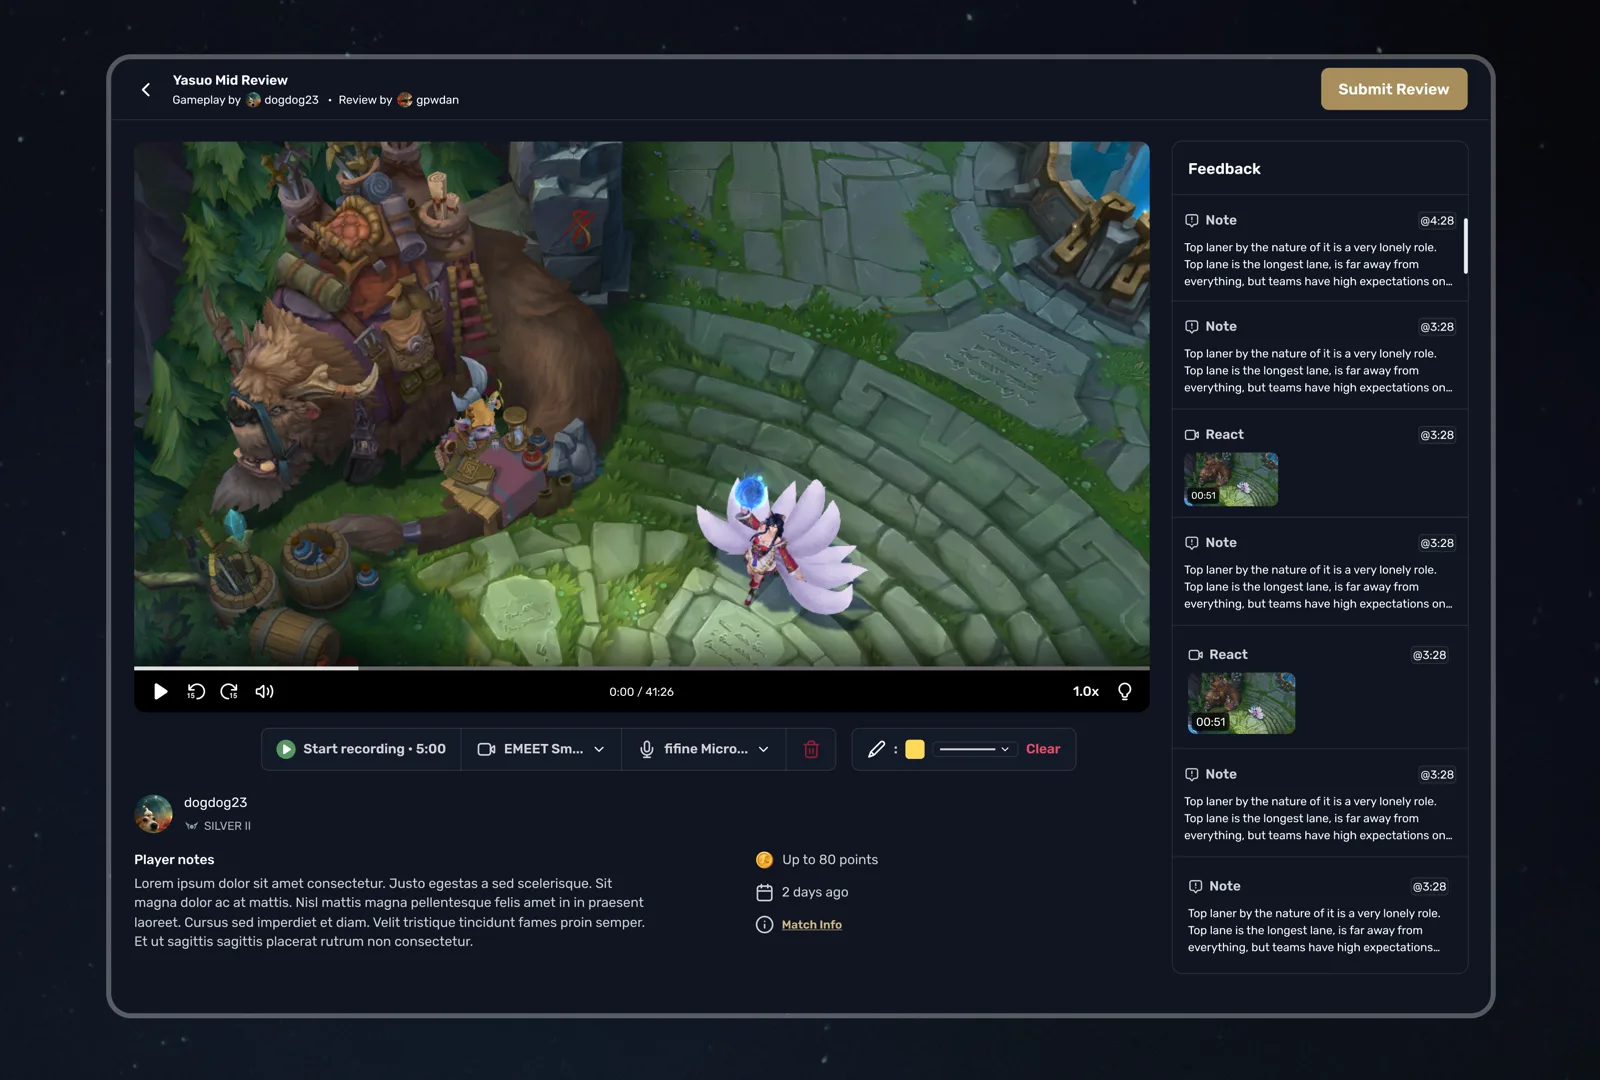 Yasuo Mid Review
Gameplay by dogdog23 • Review by gpwdan
Submit Review
0:00 / 41:26
1.0x
15
15
Start recording • 5:00
EMEET Sm...
fifine Micro...
:
Clear
dogdog23
SILVER II
Player notes
Lorem ipsum dolor sit amet consectetur. Justo egestas a sed scelerisque. Sit
magna dolor ac at mattis. Nisl mattis magna pellentesque felis amet in in praesent
laoreet. Cursus sed imperdiet et diam. Velit tristique tincidunt fames proin semper.
Et ut sagittis sagittis placerat rutrum non consectetur.
Up to 80 points
2 days ago
Match Info
Feedback
Note @4:28
Top laner by the nature of it is a very lonely role.
Top lane is the longest lane, is far away from
everything, but teams have high expectations on...
Note @3:28
Top laner by the nature of it is a very lonely role.
Top lane is the longest lane, is far away from
everything, but teams have high expectations on...
React @3:28
00:51
Note @3:28
Top laner by the nature of it is a very lonely role.
Top lane is the longest lane, is far away from
everything, but teams have high expectations on...
React @3:28
00:51
Note @3:28
Top laner by the nature of it is a very lonely role.
Top lane is the longest lane, is far away from
everything, but teams have high expectations on...
Note @3:28
Top laner by the nature of it is a very lonely role.
Top lane is the longest lane, is far away from
everything, but teams have high expectations...